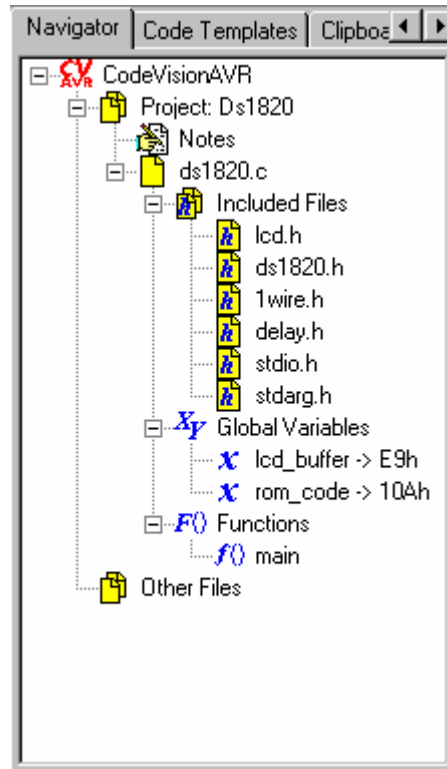 Navigator Code Templates Clipboa
CodeVisionAVR
Project: Ds1820
Notes
ds1820.c
Included Files
lcd.h
ds1820.h
1wire.h
delay.h
stdio.h
stdarg.h
Global Variables
lcd_buffer -> E9h
rom_code -> 10Ah
F() Functions
f() main
Other Files